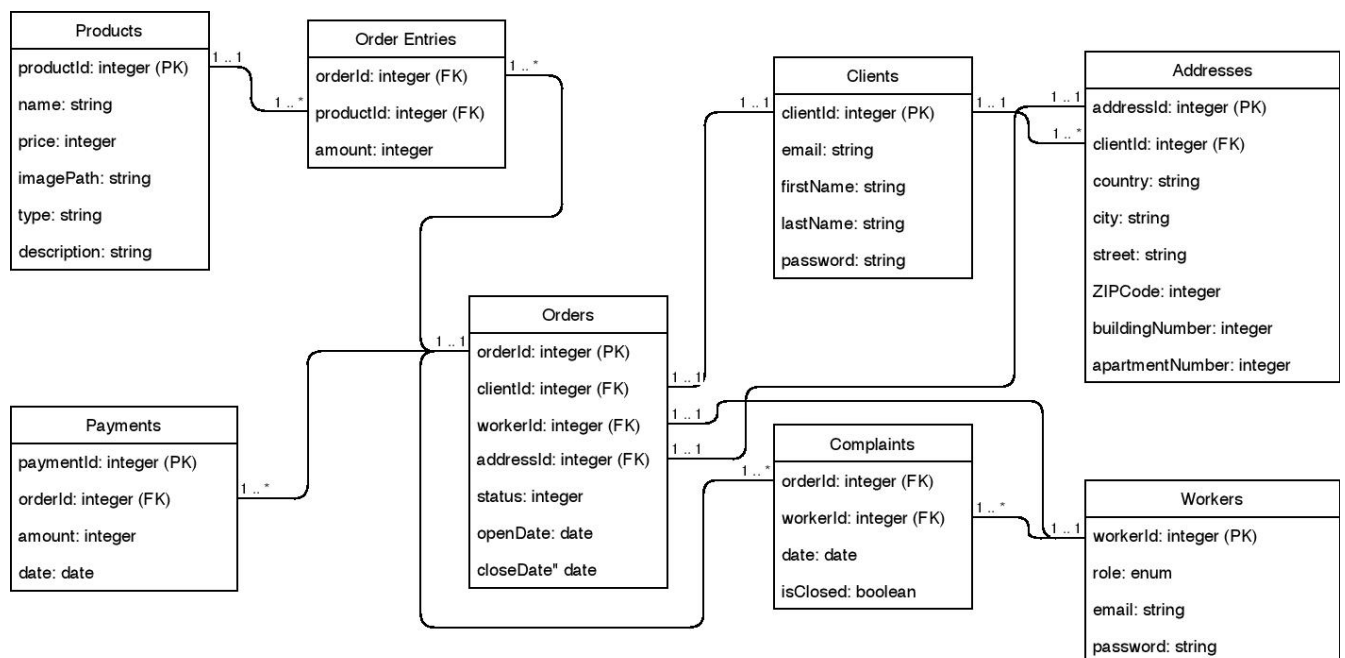 Products
productId: integer (PK)
name: string
price: integer
imagePath: string
type: string
description: string
1 .. 1
1 .. *
Order Entries
orderId: integer (FK)
productId: integer (FK)
amount: integer
1 .. *
Clients
clientId: integer (PK)
email: string
firstName: string
lastName: string
password: string
1 .. 1
1 .. 1
Addresses
addressId: integer (PK)
clientId: integer (FK)
country: string
city: string
street: string
ZIPCode: integer
buildingNumber: integer
apartmentNumber: integer
1 .. 1
1 .. *
Orders
orderId: integer (PK)
clientId: integer (FK)
workerId: integer (FK)
addressId: integer (FK)
status: integer
openDate: date
closeDate" date
1 .. 1
1 .. 1
1 .. 1
1 .. 1
Payments
paymentId: integer (PK)
orderId: integer (FK)
amount: integer
date: date
1 .. *
Complaints
orderId: integer (FK)
workerId: integer (FK)
date: date
isClosed: boolean
1 .. *
1 .. *
Workers
workerId: integer (PK)
role: enum
email: string
password: string
1 .. 1